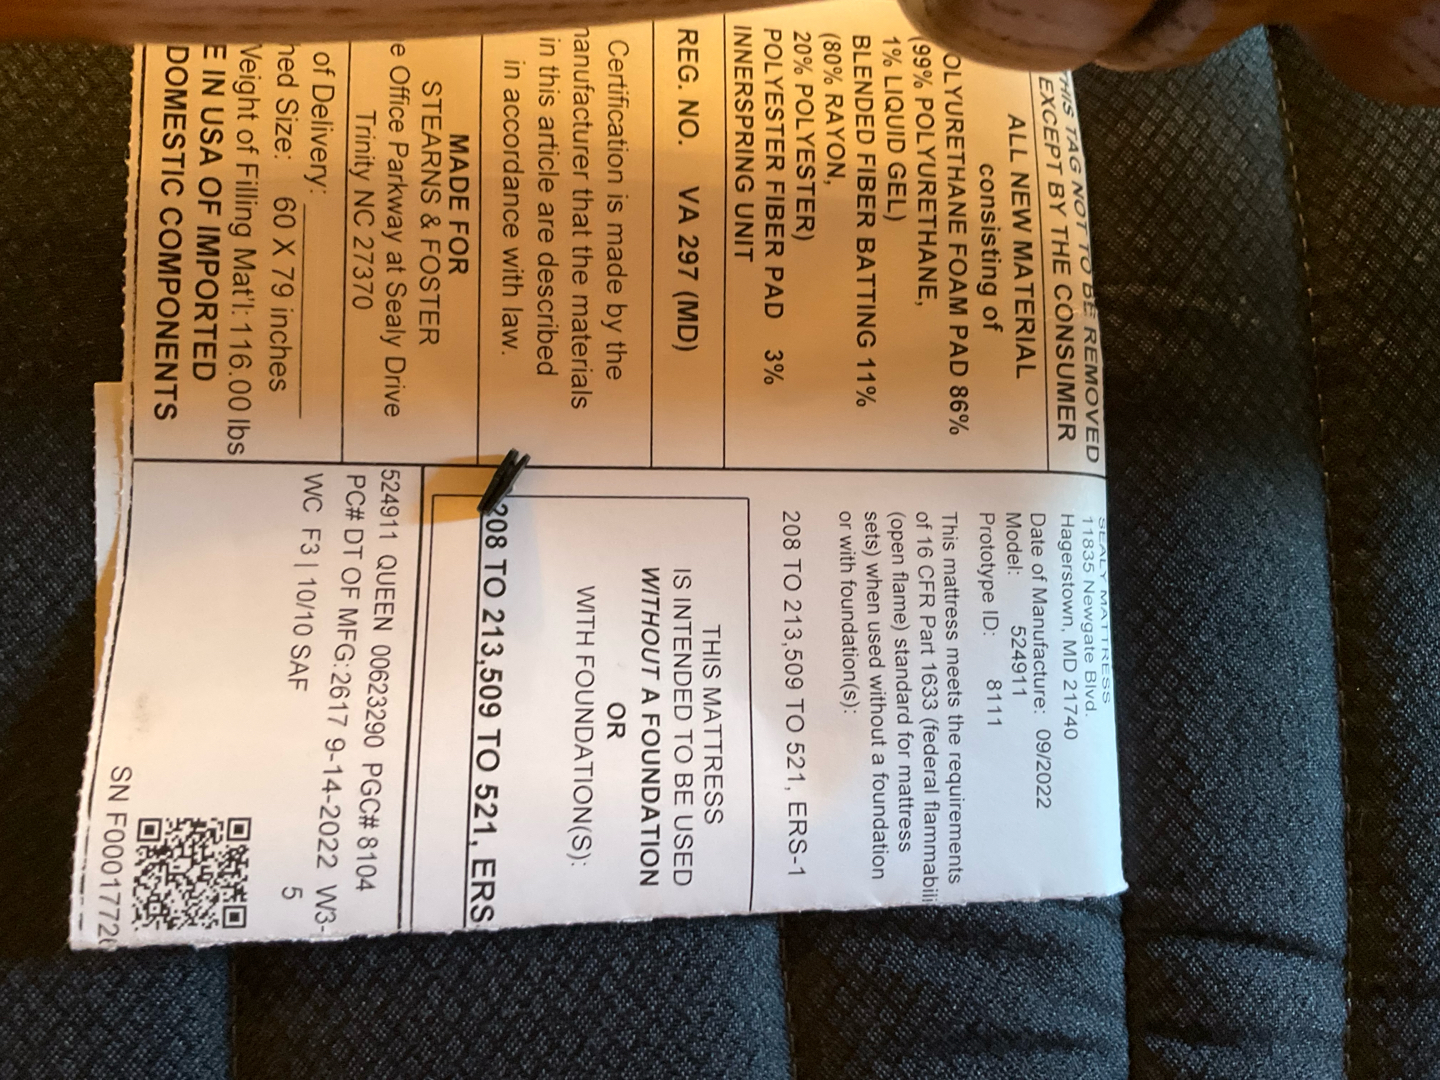 THIS TAG NOT TO BE REMOVED
EXCEPT BY THE CONSUMER
ALL NEW MATERIAL
consisting of
OLYURETHANE FOAM PAD 86%
(99% POLYURETHANE,
1% LIQUID GEL)
BLENDED FIBER BATTING 11%
(80% RAYON,
20% POLYESTER)
POLYESTER FIBER PAD 3%
INNERSPRING UNIT
REG. NO. VA 297 (MD)
Certification is made by the
nanufacturer that the materials
in this article are described
in accordance with law.
MADE FOR
STEARNS & FOSTER
e Office Parkway at Sealy Drive
Trinity NC 27370
of Delivery:
hed Size: 60 X 79 inches
Weight of Filling Mat'l: 116.00 lbs
E IN USA OF IMPORTED
DOMESTIC COMPONENTS
SEALY MATTRESS
11835 Newgate Blvd.
Hagerstown, MD 21740
Date of Manufacture: 09/2022
Model: 524911
Prototype ID: 8111
This mattress meets the requirements
of 16 CFR Part 1633 (federal flammabili
(open flame) standard for mattress
sets) when used without a foundation
or with foundation(s):
208 TO 213,509 TO 521, ERS-1
THIS MATTRESS
IS INTENDED TO BE USED
WITHOUT A FOUNDATION
OR
WITH FOUNDATION(S):
208 TO 213,509 TO 521, ERS-
524911 QUEEN 00623290 PGC# 8104
PC# DT OF MFG:2617 9-14-2022 W3-
WC F3 | 10/10 SAF 5
SN F00017726